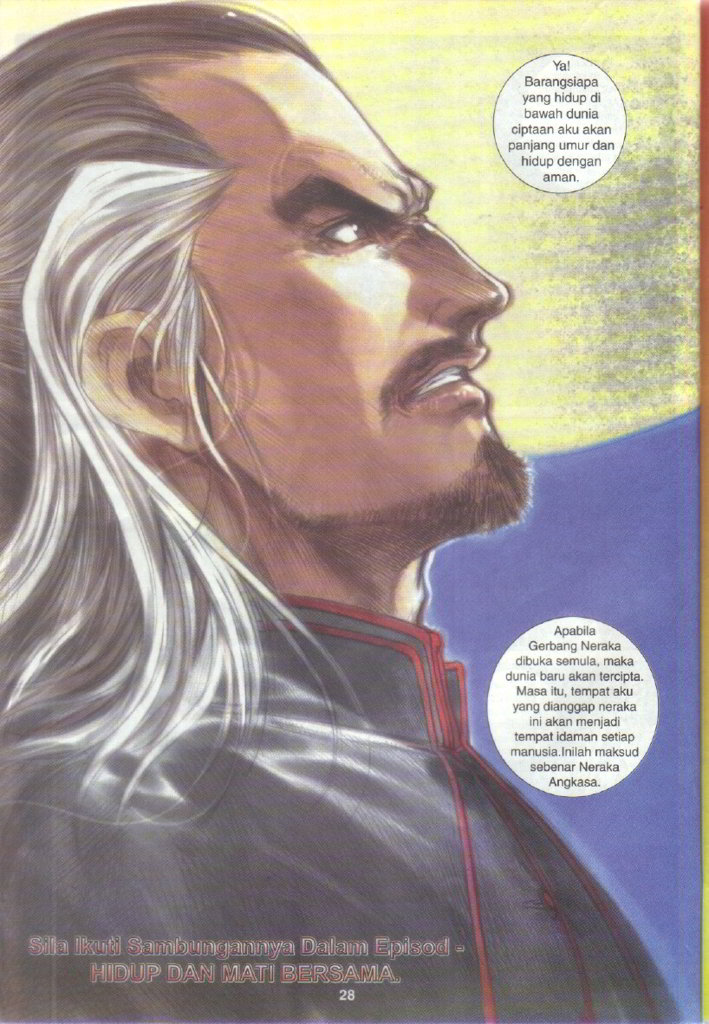 Ya!
Barangsiapa
yang hidup di
bawah dunia
ciptaan aku akan
panjang umur dan
hidup dengan
aman.
Apabila
Gerbang Neraka
dibuka semula, maka
dunia baru akan tercipta.
Masa itu, tempat aku
yang dianggap neraka
ini akan menjadi
tempat idaman setiap
manusia.Inilah maksud
sebenar Neraka
Angkasa.
Sila Ikuti Sambungannya Dalam Episod -
HIDUP DAN MATI BERSAMA.
28